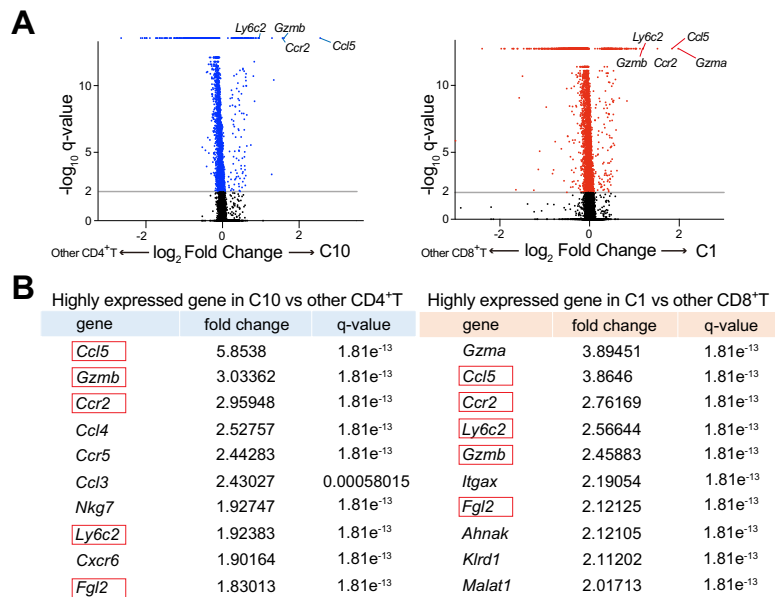 A
Ly6c2 Gzmb
Ccr2 Ccl5
-log10 q-value
10
5
2
0
-2 0 2
Other CD4+T ← log2 Fold Change → C10
Ly6c2 Ccl5
Gzmb Ccr2 Gzma
-log10 q-value
10
5
2
0
-2 0 2
Other CD8+T ← log2 Fold Change → C1
B
Highly expressed gene in C10 vs other CD4+T
gene fold change q-value
Ccl5 5.8538 1.81e-13
Gzmb 3.03362 1.81e-13
Ccr2 2.95948 1.81e-13
Ccl4 2.52757 1.81e-13
Ccr5 2.44283 1.81e-13
Ccl3 2.43027 0.00058015
Nkg7 1.92747 1.81e-13
Ly6c2 1.92383 1.81e-13
Cxcr6 1.90164 1.81e-13
Fgl2 1.83013 1.81e-13
Highly expressed gene in C1 vs other CD8+T
gene fold change q-value
Gzma 3.89451 1.81e-13
Ccl5 3.8646 1.81e-13
Ccr2 2.76169 1.81e-13
Ly6c2 2.56644 1.81e-13
Gzmb 2.45883 1.81e-13
Itgax 2.19054 1.81e-13
Fgl2 2.12125 1.81e-13
Ahnak 2.12105 1.81e-13
Klrd1 2.11202 1.81e-13
Malat1 2.01713 1.81e-13